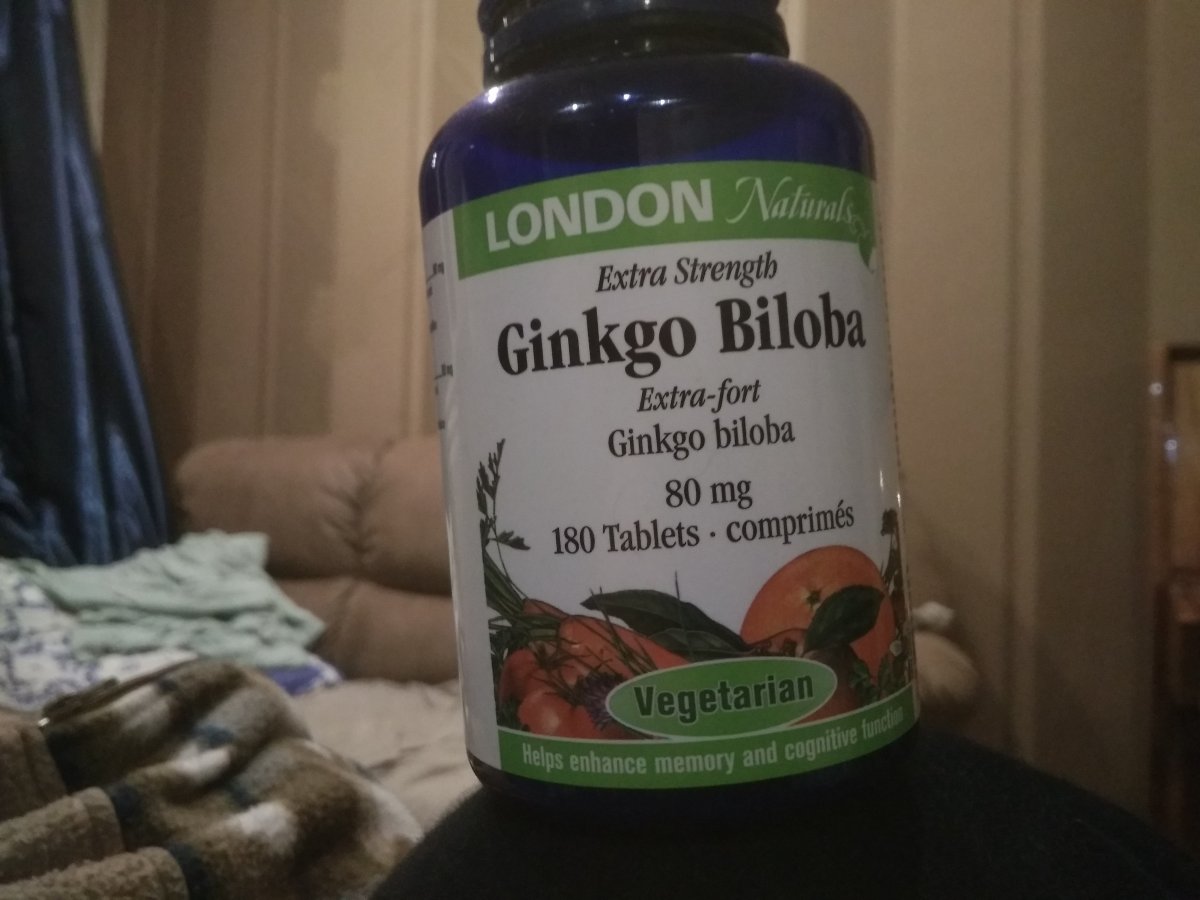 LONDON Naturals
Extra Strength
Ginkgo Biloba
Extra-fort
Ginkgo biloba
80 mg
180 Tablets · comprimés
Vegetarian
Helps enhance memory and cognitive function